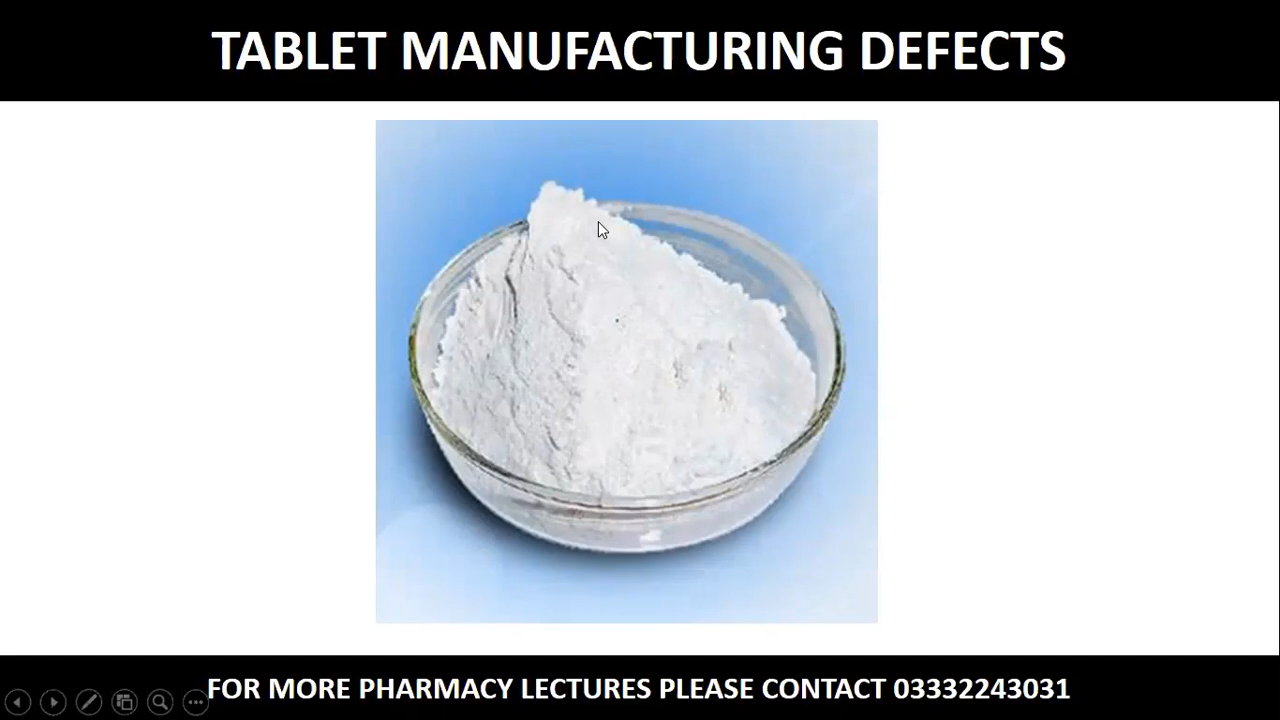 TABLET MANUFACTURING DEFECTS
FOR MORE PHARMACY LECTURES PLEASE CONTACT 03332243031